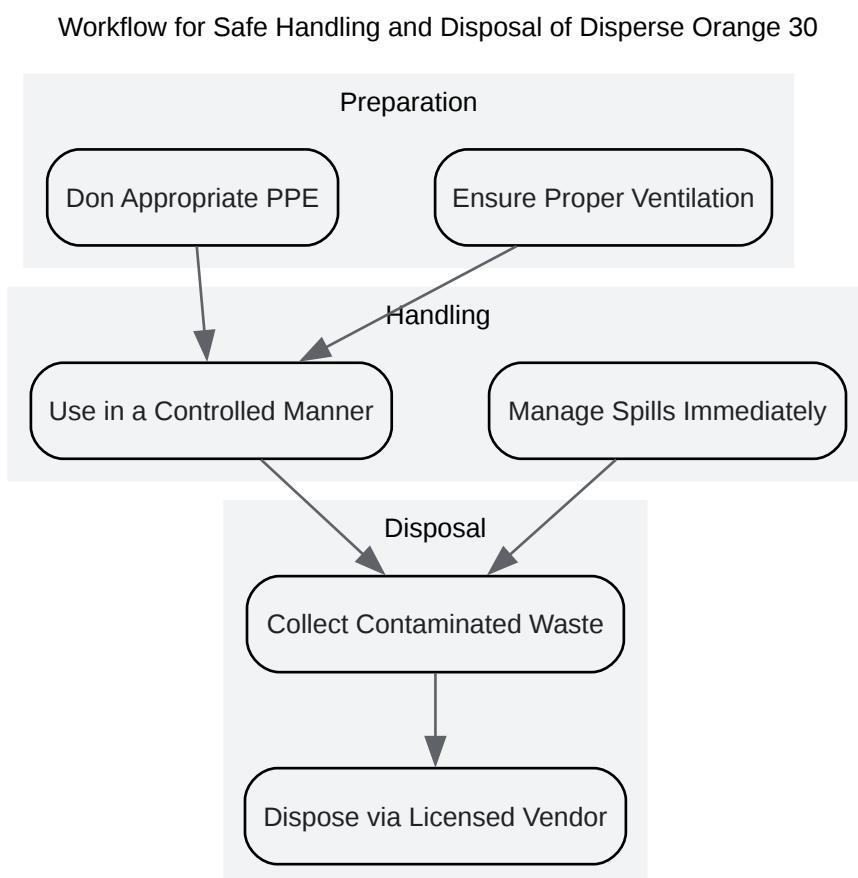 Workflow for Safe Handling and Disposal of Disperse Orange 30
Preparation
Don Appropriate PPE
Ensure Proper Ventilation
Handling
Use in a Controlled Manner
Manage Spills Immediately
Disposal
Collect Contaminated Waste
Dispose via Licensed Vendor